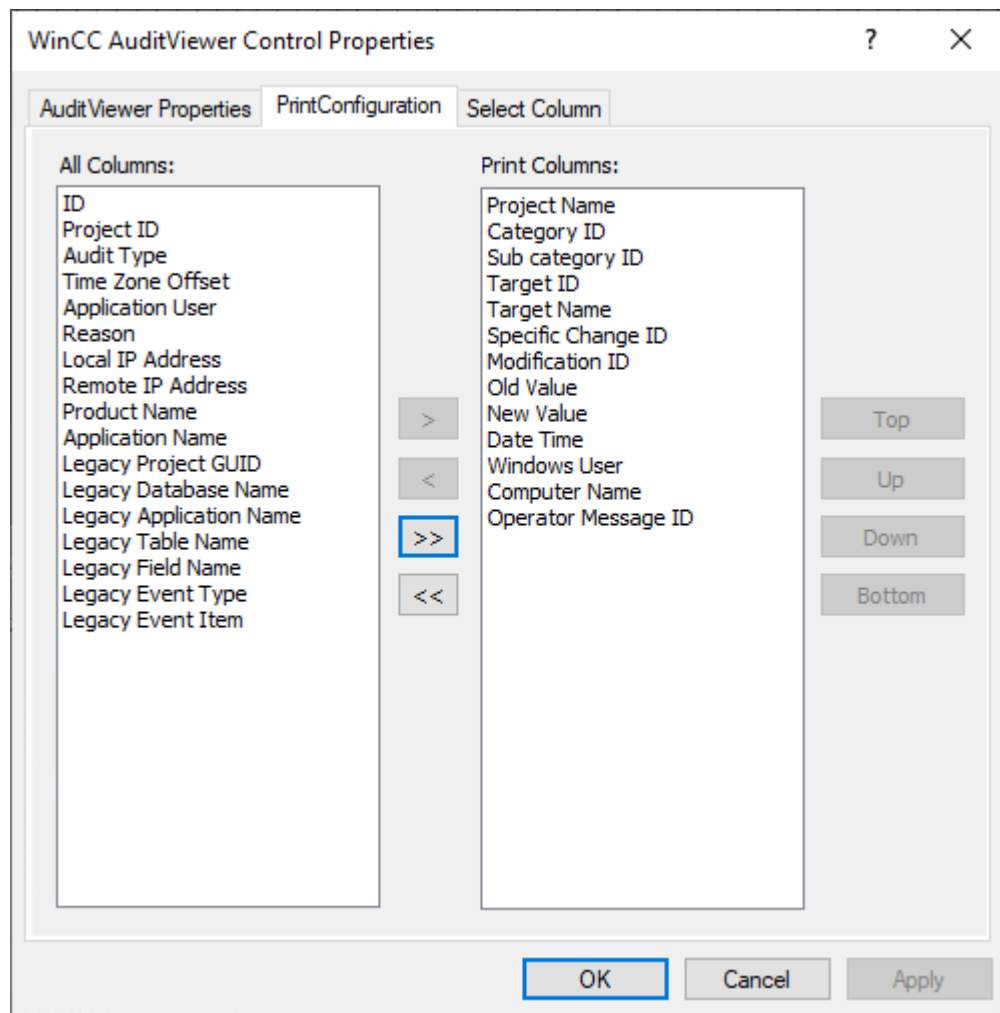 WinCC AuditViewer Control Properties
?
AuditViewer Properties
PrintConfiguration
Select Column
All Columns:
ID
Project ID
Audit Type
Time Zone Offset
Application User
Reason
Local IP Address
Remote IP Address
Product Name
Application Name
Legacy Project GUID
Legacy Database Name
Legacy Application Name
Legacy Table Name
Legacy Field Name
Legacy Event Type
Legacy Event Item
>
<
>>
<<
Print Columns:
Project Name
Category ID
Sub category ID
Target ID
Target Name
Specific Change ID
Modification ID
Old Value
New Value
Date Time
Windows User
Computer Name
Operator Message ID
Top
Up
Down
Bottom
OK
Cancel
Apply